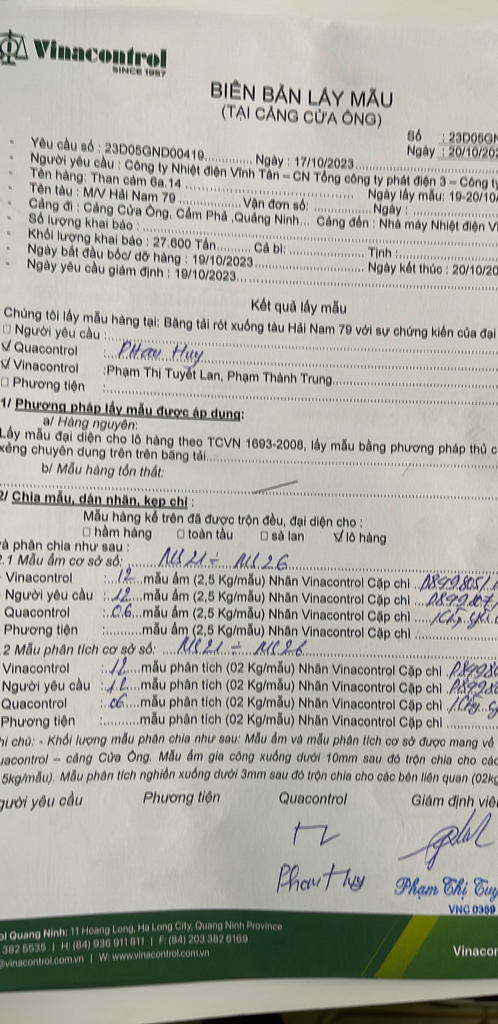 Vinacontrol
SINCE 1957
BIÊN BẢN LẤY MẪU
(TẠI CẢNG CỬA ÔNG)
Số : 23D05GN
Ngày : 20/10/202
- Yêu cầu số : 23D05GND00419.............. Ngày : 17/10/2023
- Người yêu cầu : Công ty Nhiệt điện Vĩnh Tân – CN Tổng công ty phát điện 3 – Công ty
- Tên hàng: Than cám 6a.14 Ngày lấy mẫu: 19-20/10
- Tên tàu : M/V Hải Nam 79 Vận đơn số: Ngày :
- Cảng đi : Cảng Cửa Ông, Cẩm Phả ,Quảng Ninh... Cảng đến : Nhà máy Nhiệt điện V
- Số lượng khai báo :
- Khối lượng khai báo : 27.600 Tấn Cả bì: Tịnh :
- Ngày bắt đầu bốc/ dỡ hàng : 19/10/2023 Ngày kết thúc : 20/10/20
- Ngày yêu cầu giám định : 19/10/2023
Kết quả lấy mẫu
Chúng tôi lấy mẫu hàng tại: Băng tải rót xuống tàu Hải Nam 79 với sự chứng kiến của đại
□ Người yêu cầu :
√ Quacontrol : Phan Huy
√ Vinacontrol :Phạm Thị Tuyết Lan, Phạm Thành Trung
□ Phương tiện :
1/ Phương pháp lấy mẫu được áp dụng:
a/ Hàng nguyên:
Lấy mẫu đại diện cho lô hàng theo TCVN 1693-2008, lấy mẫu bằng phương pháp thủ c
xẻng chuyên dụng trên trên băng tải
b/ Mẫu hàng tổn thất:
2/ Chia mẫu, dán nhãn, kẹp chì :
Mẫu hàng kể trên đã được trộn đều, đại diện cho :
□ hầm hàng □ toàn tàu □ sà lan √ lô hàng
và phân chia như sau :
.1 Mẫu ẩm cơ sở số: MS21 ÷ MS26
Vinacontrol : 12 mẫu ẩm (2,5 Kg/mẫu) Nhãn Vinacontrol Cặp chì
Người yêu cầu : 12 mẫu ẩm (2,5 Kg/mẫu) Nhãn Vinacontrol Cặp chì
Quacontrol : 06 mẫu ẩm (2,5 Kg/mẫu) Nhãn Vinacontrol Cặp chì
Phương tiện : mẫu ẩm (2,5 Kg/mẫu) Nhãn Vinacontrol Cặp chì
.2 Mẫu phân tích cơ sở số: MS21 ÷ MS26
Vinacontrol : 12 mẫu phân tích (02 Kg/mẫu) Nhãn Vinacontrol Cặp chì
Người yêu cầu : 12 mẫu phân tích (02 Kg/mẫu) Nhãn Vinacontrol Cặp chì
Quacontrol : 06 mẫu phân tích (02 Kg/mẫu) Nhãn Vinacontrol Cặp chì
Phương tiện : mẫu phân tích (02 Kg/mẫu) Nhãn Vinacontrol Cặp chì
hi chú: - Khối lượng mẫu phân chia như sau: Mẫu ẩm và mẫu phân tích cơ sở được mang về
uacontrol – cảng Cửa Ông. Mẫu ẩm gia công xuống dưới 10mm sau đó trộn chia cho các
5kg/mẫu). Mẫu phân tích nghiền xuống dưới 3mm sau đó trộn chia cho các bên liên quan (02kg
gười yêu cầu Phương tiện Quacontrol Giám định viê
Phan Huy
Phạm Thị Tuy
VNC 0359
ol Quang Ninh: 11 Hoang Long, Ha Long City, Quang Ninh Province
382 5535 | H: (84) 936 911 811 | F: (84) 203 382 6169
@vinacontrol.com.vn | W: www.vinacontrol.com.vn
Vinacor